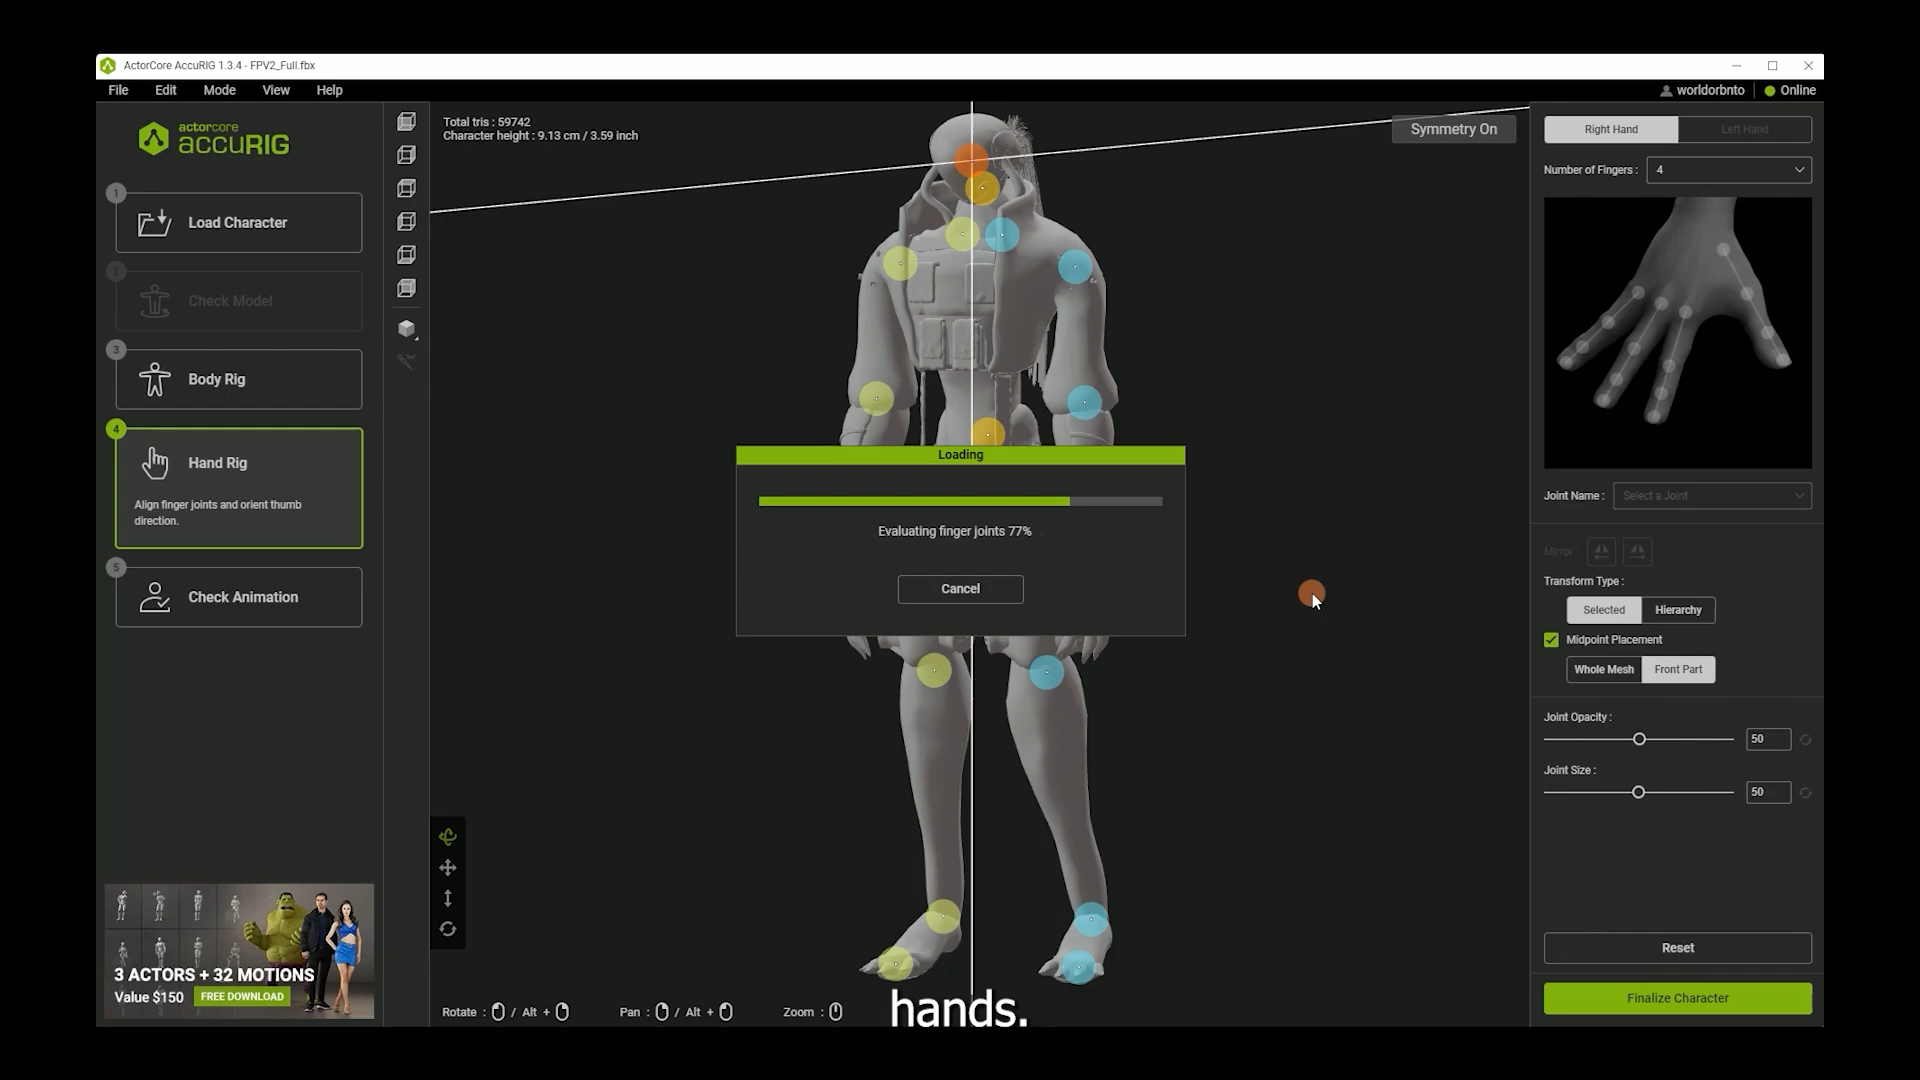 ActorCore AccuRIG 1.3.4 - FPV2_Full.fbx
File Edit Mode View Help
worldorbnto Online
actorcore
accuRIG
1
Load Character
2
Check Model
3
Body Rig
4
Hand Rig
Align finger joints and orient thumb
direction.
5
Check Animation
3 ACTORS + 32 MOTIONS
Value $150 FREE DOWNLOAD
Total tris : 59742
Character height : 9.13 cm / 3.59 inch
Symmetry On
Loading
Evaluating finger joints 77%
Cancel
Rotate : / Alt + Pan : / Alt + Zoom :
hands.
Right Hand Left Hand
Number of Fingers : 4
Joint Name : Select a Joint
Mirror :
Transform Type :
Selected Hierarchy
Midpoint Placement
Whole Mesh Front Part
Joint Opacity :
50
Joint Size :
50
Reset
Finalize Character